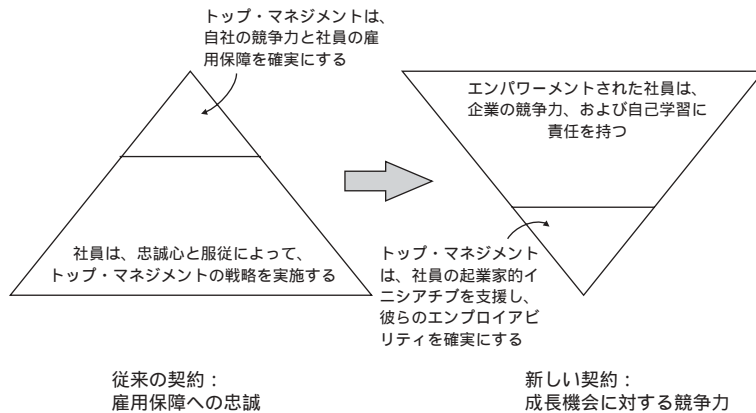 トップ・マネジメントは、
自社の競争力と社員の雇
用保障を確実にする
社員は、忠誠心と服従によって、
トップ・マネジメントの戦略を実施する
エンパワーメントされた社員は、
企業の競争力、および自己学習に
責任を持つ
トップ・マネジメント
は、社員の起業家的イ
ニシアチブを支援し、
彼らのエンプロイアビ
リティを確実にする
従来の契約：
雇用保障への忠誠
新しい契約：
成長機会に対する競争力